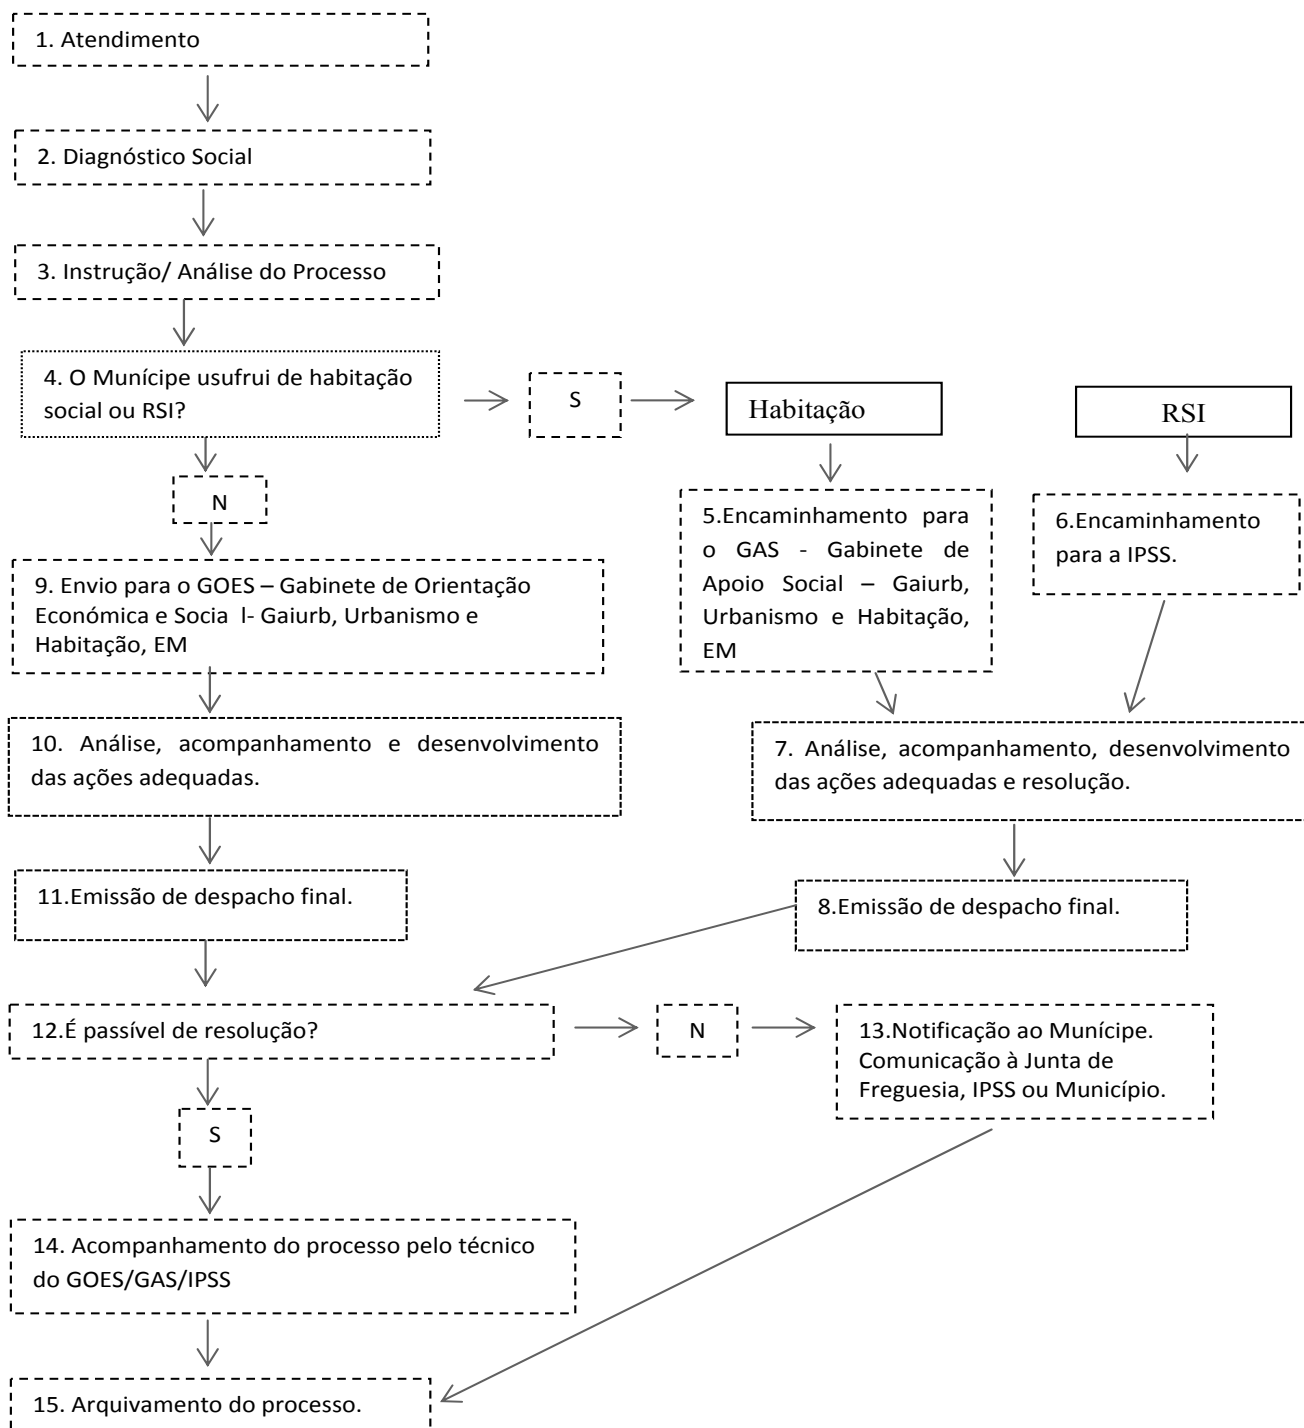 1. Atendimento
2. Diagnóstico Social
3. Instrução/ Análise do Processo
4. O Munícipe usufrui de habitação
social ou RSI?
S
Habitação
RSI
N
5.Encaminhamento para
o GAS - Gabinete de
Apoio Social – Gaiurb,
Urbanismo e Habitação,
EM
6.Encaminhamento
para a IPSS.
9. Envio para o GOES – Gabinete de Orientação
Económica e Socia l- Gaiurb, Urbanismo e
Habitação, EM
10. Análise, acompanhamento e desenvolvimento
das ações adequadas.
7. Análise, acompanhamento, desenvolvimento
das ações adequadas e resolução.
11.Emissão de despacho final.
8.Emissão de despacho final.
12.É passível de resolução?
N
13.Notificação ao Munícipe.
Comunicação à Junta de
Freguesia, IPSS ou Município.
S
14. Acompanhamento do processo pelo técnico
do GOES/GAS/IPSS
15. Arquivamento do processo.